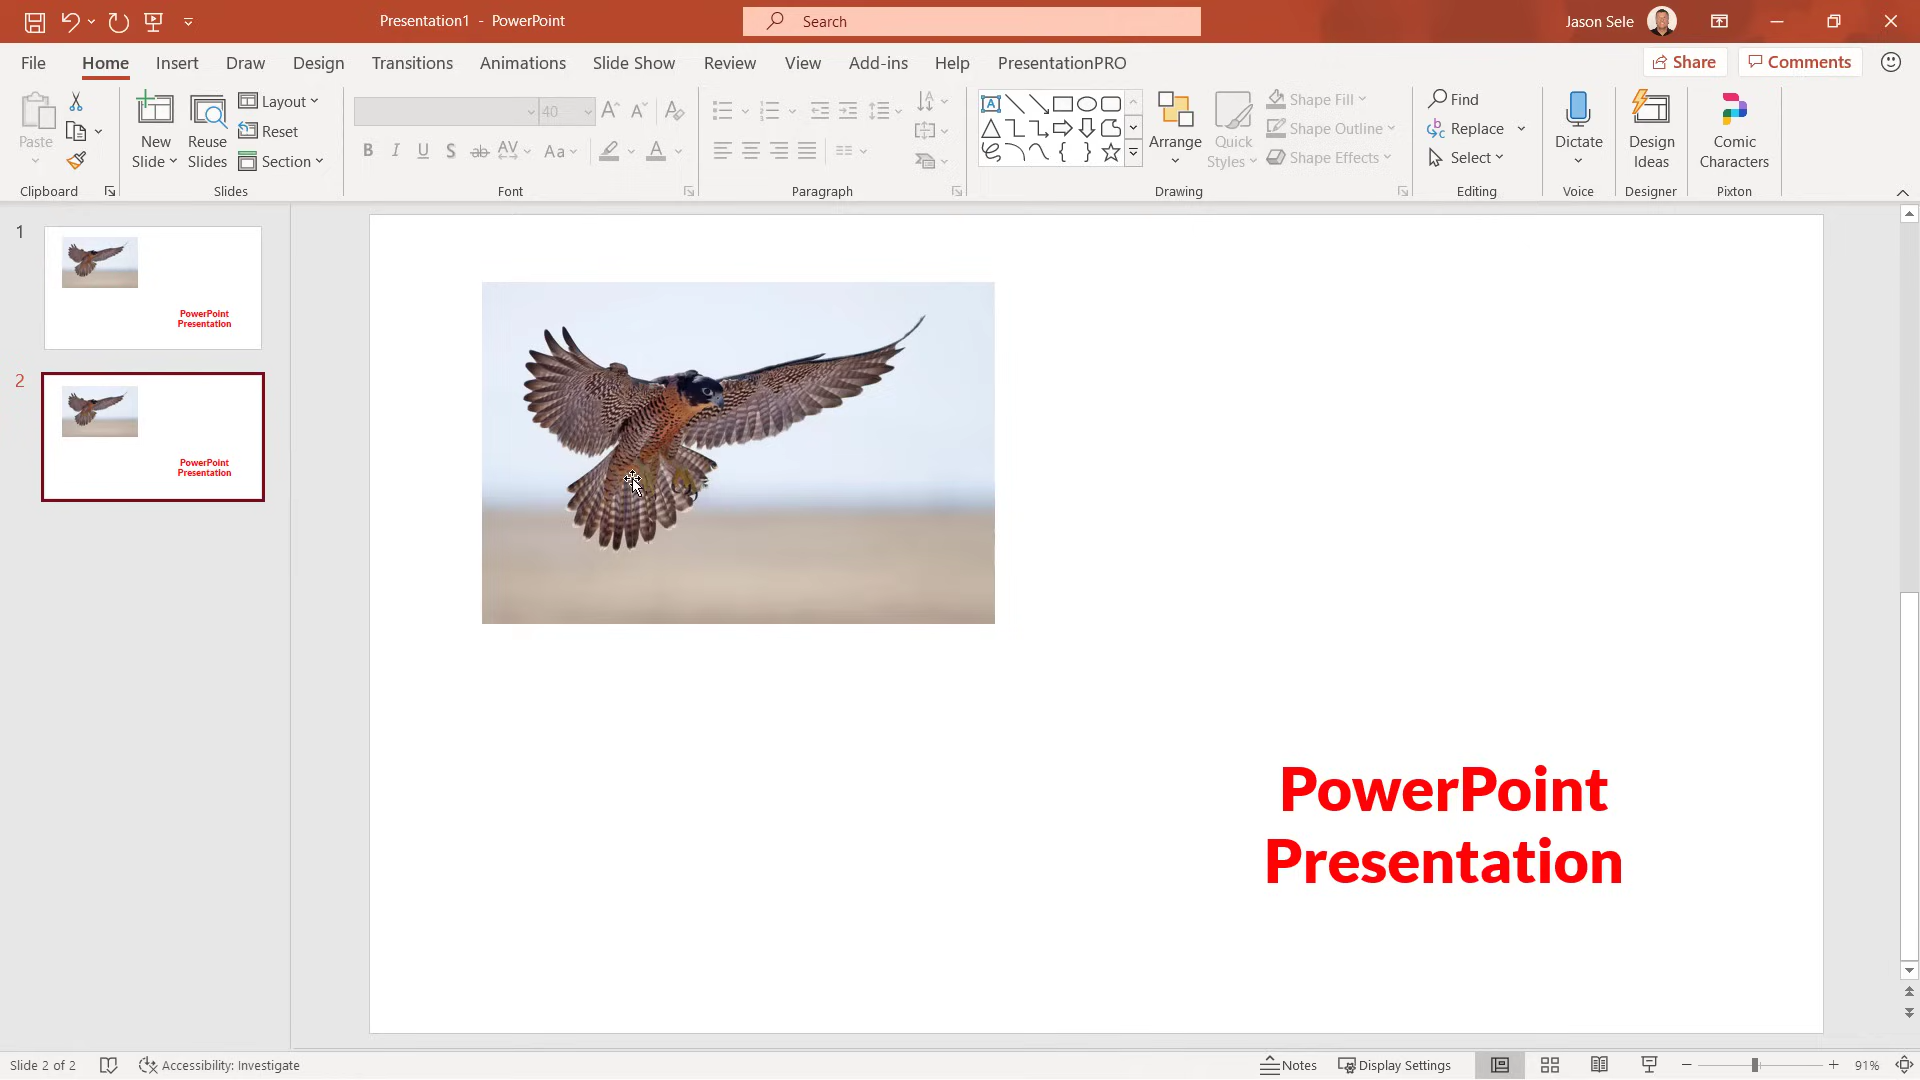 Presentation1 - PowerPoint
Search
Jason Sele
File Home Insert Draw Design Transitions Animations Slide Show Review View Add-ins Help PresentationPRO
Share Comments
Paste
New Slide
Reuse Slides
Layout
Reset
Section
40
B I U S ab AV Aa A
Arrange
Quick Styles
Shape Fill
Shape Outline
Shape Effects
Find
Replace
Select
Dictate
Design Ideas
Comic Characters
Clipboard Slides Font Paragraph Drawing Editing Voice Designer Pixton
1
PowerPoint
Presentation
2
PowerPoint
Presentation
PowerPoint
Presentation
Slide 2 of 2 Accessibility: Investigate Notes Display Settings 91%